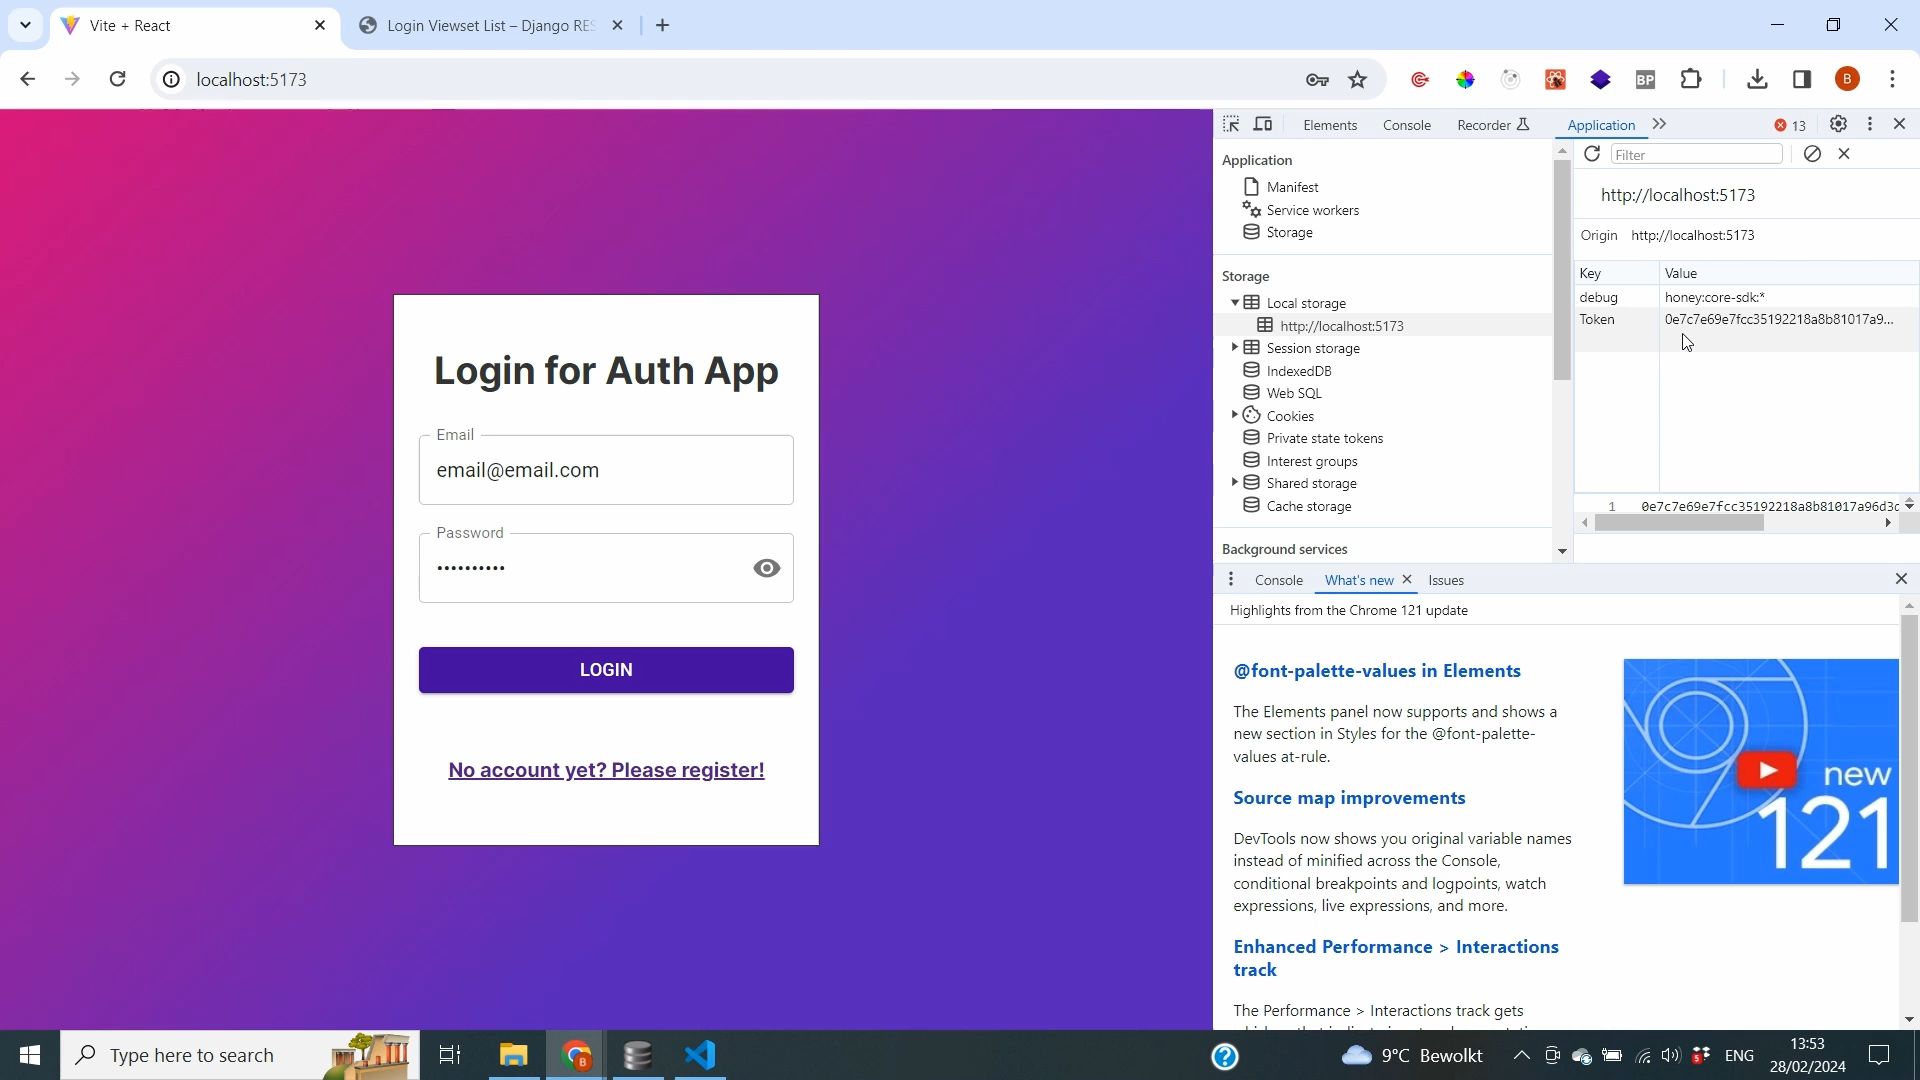 Vite + React
Login Viewset List – Django RES
localhost:5173
BP
B
Login for Auth App
Email
email@email.com
Password
••••••••••
LOGIN
No account yet? Please register!
Elements
Console
Recorder
Application
13
Application
Manifest
Service workers
Storage
Storage
Local storage
http://localhost:5173
Session storage
IndexedDB
Web SQL
Cookies
Private state tokens
Interest groups
Shared storage
Cache storage
Background services
Filter
http://localhost:5173
Origin http://localhost:5173
Key Value
debug honey:core-sdk:*
Token 0e7c7e69e7fcc35192218a8b81017a9...
1 0e7c7e69e7fcc35192218a8b81017a96d3c
Console
What's new
Issues
Highlights from the Chrome 121 update
@font-palette-values in Elements
The Elements panel now supports and shows a
new section in Styles for the @font-palette-
values at-rule.
Source map improvements
DevTools now shows you original variable names
instead of minified across the Console,
conditional breakpoints and logpoints, watch
expressions, live expressions, and more.
Enhanced Performance > Interactions
track
The Performance > Interactions track gets
new
121
Type here to search
B
9°C Bewolkt
ENG
13:53
28/02/2024